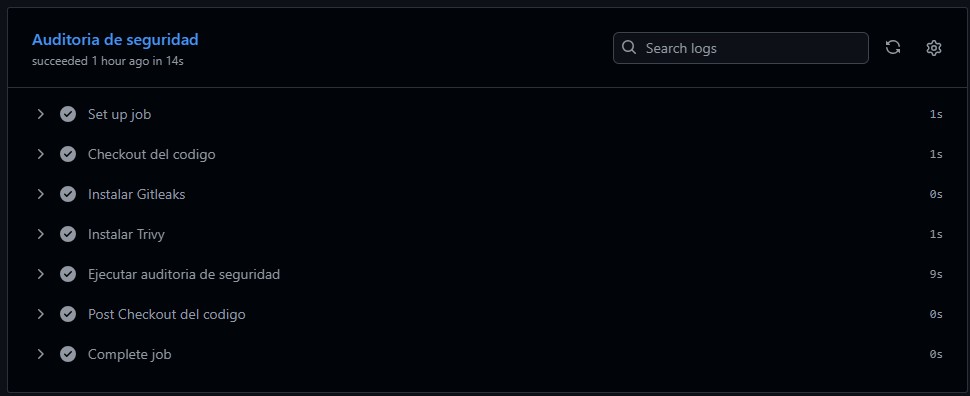 Auditoria de seguridad
succeeded 1 hour ago in 14s
Search logs
Set up job 1s
Checkout del codigo 1s
Instalar Gitleaks 0s
Instalar Trivy 1s
Ejecutar auditoria de seguridad 9s
Post Checkout del codigo 0s
Complete job 0s